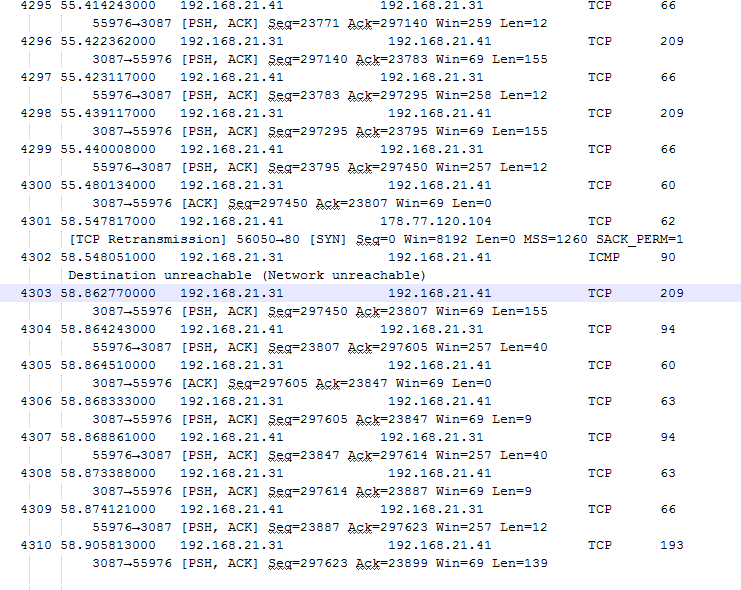 4295 55.414243000 192.168.21.41 192.168.21.31 TCP 66
55976→3087 [PSH, ACK] Seq=23771 Ack=297140 Win=259 Len=12
4296 55.422362000 192.168.21.31 192.168.21.41 TCP 209
3087→55976 [PSH, ACK] Seq=297140 Ack=23783 Win=69 Len=155
4297 55.423117000 192.168.21.41 192.168.21.31 TCP 66
55976→3087 [PSH, ACK] Seq=23783 Ack=297295 Win=258 Len=12
4298 55.439117000 192.168.21.31 192.168.21.41 TCP 209
3087→55976 [PSH, ACK] Seq=297295 Ack=23795 Win=69 Len=155
4299 55.440008000 192.168.21.41 192.168.21.31 TCP 66
55976→3087 [PSH, ACK] Seq=23795 Ack=297450 Win=257 Len=12
4300 55.480134000 192.168.21.31 192.168.21.41 TCP 60
3087→55976 [ACK] Seq=297450 Ack=23807 Win=69 Len=0
4301 58.547817000 192.168.21.41 178.77.120.104 TCP 62
[TCP Retransmission] 56050→80 [SYN] Seq=0 Win=8192 Len=0 MSS=1260 SACK_PERM=1
4302 58.548051000 192.168.21.31 192.168.21.41 ICMP 90
Destination unreachable (Network unreachable)
4303 58.862770000 192.168.21.31 192.168.21.41 TCP 209
3087→55976 [PSH, ACK] Seq=297450 Ack=23807 Win=69 Len=155
4304 58.864243000 192.168.21.41 192.168.21.31 TCP 94
55976→3087 [PSH, ACK] Seq=23807 Ack=297605 Win=257 Len=40
4305 58.864510000 192.168.21.31 192.168.21.41 TCP 60
3087→55976 [ACK] Seq=297605 Ack=23847 Win=69 Len=0
4306 58.868333000 192.168.21.31 192.168.21.41 TCP 63
3087→55976 [PSH, ACK] Seq=297605 Ack=23847 Win=69 Len=9
4307 58.868861000 192.168.21.41 192.168.21.31 TCP 94
55976→3087 [PSH, ACK] Seq=23847 Ack=297614 Win=257 Len=40
4308 58.873388000 192.168.21.31 192.168.21.41 TCP 63
3087→55976 [PSH, ACK] Seq=297614 Ack=23887 Win=69 Len=9
4309 58.874121000 192.168.21.41 192.168.21.31 TCP 66
55976→3087 [PSH, ACK] Seq=23887 Ack=297623 Win=257 Len=12
4310 58.905813000 192.168.21.31 192.168.21.41 TCP 193
3087→55976 [PSH, ACK] Seq=297623 Ack=23899 Win=69 Len=139